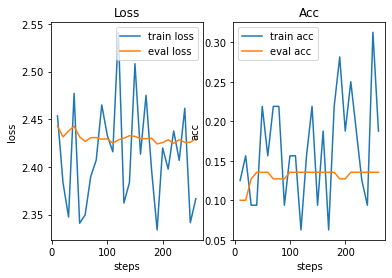 Loss
Acc
2.55
2.50
2.45
2.40
2.35
loss
train loss
eval loss
0
200
steps
0.30
0.25
0.20
0.15
0.10
0.05
acc
train acc
eval acc
0
200
steps